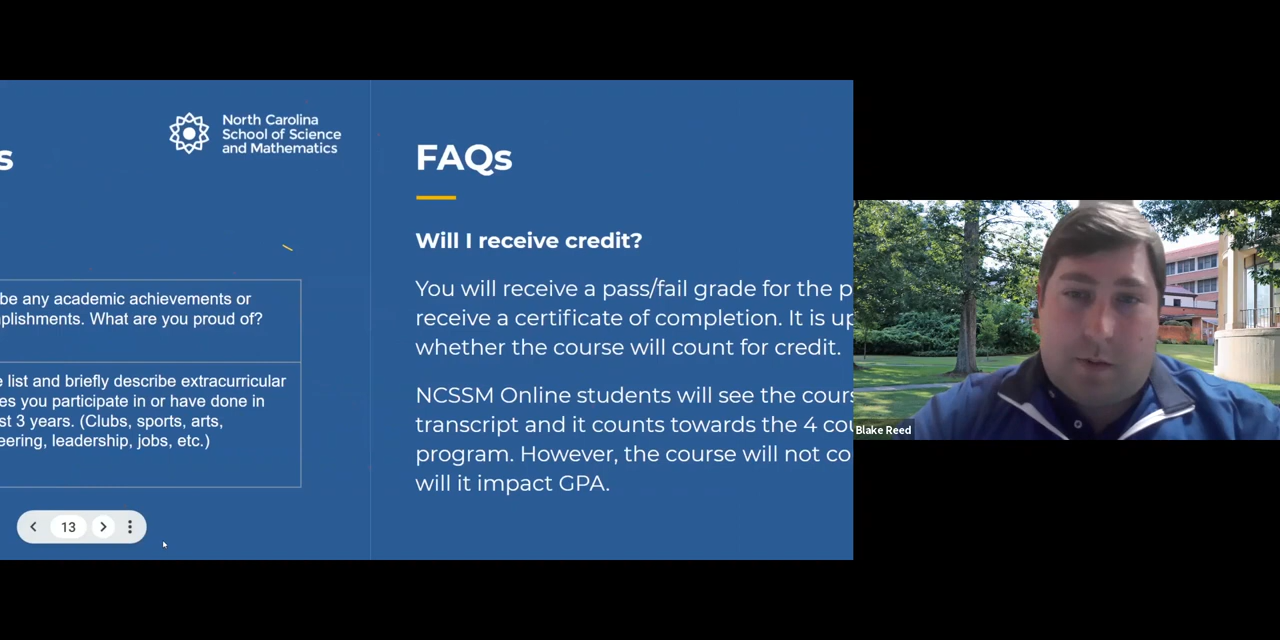 s
North Carolina
School of Science
and Mathematics
be any academic achievements or
plishments. What are you proud of?
list and briefly describe extracurricular
es you participate in or have done in
st 3 years. (Clubs, sports, arts,
eering, leadership, jobs, etc.)
13
FAQs
Will I receive credit?
You will receive a pass/fail grade for the p
receive a certificate of completion. It is up
whether the course will count for credit.
NCSSM Online students will see the cours
transcript and it counts towards the 4 cou
program. However, the course will not co
will it impact GPA.
Blake Reed